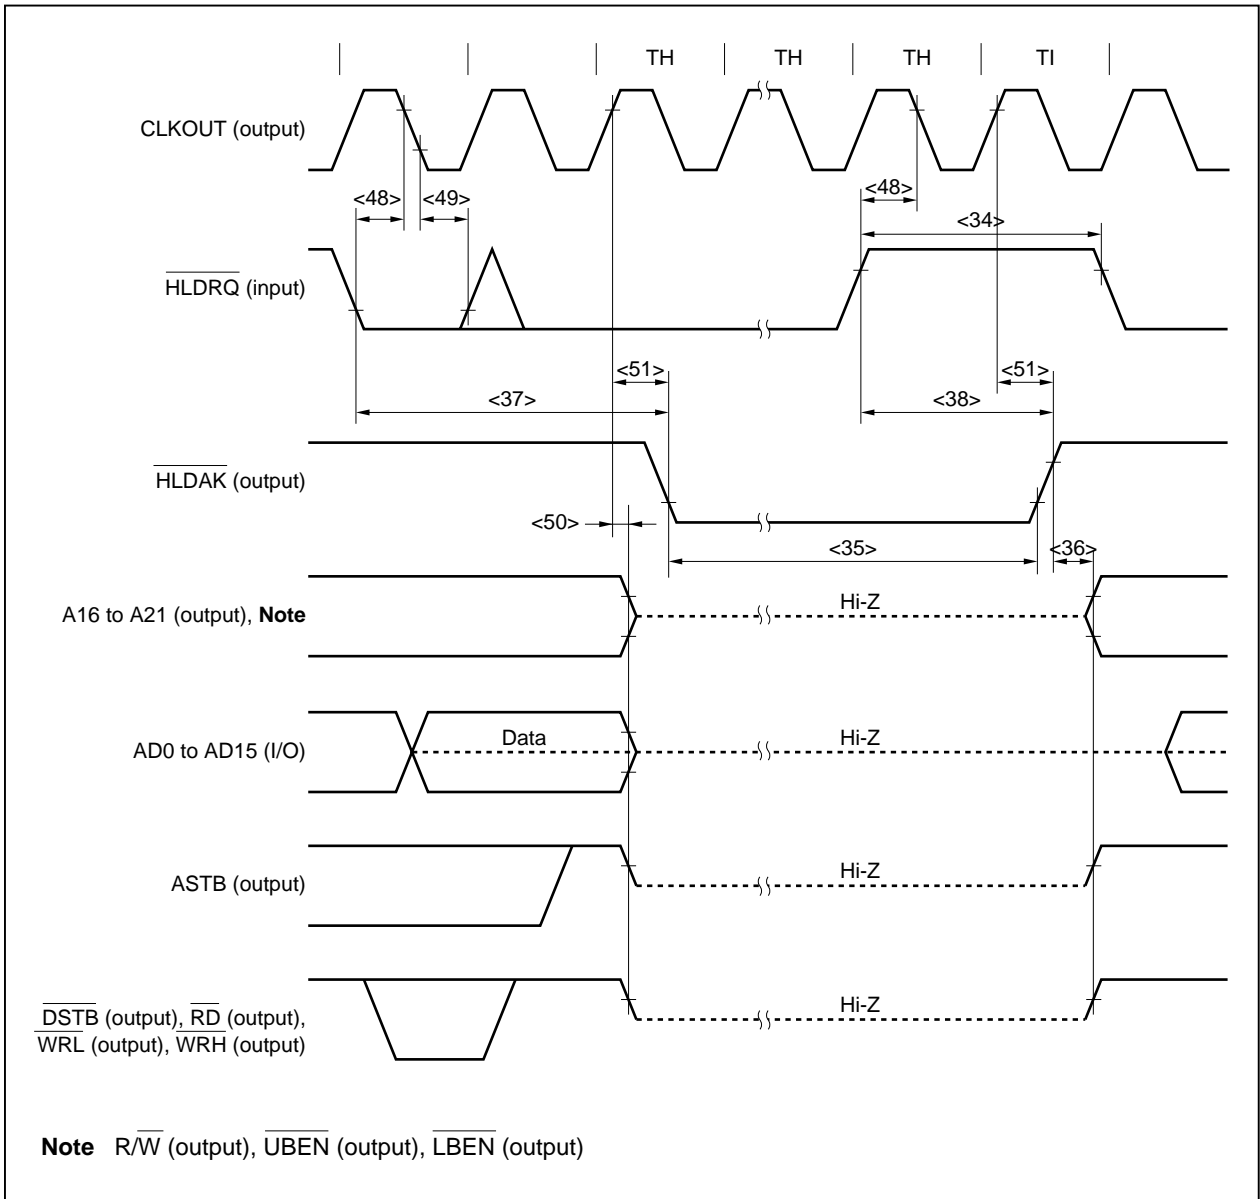 TH TH TH TI
CLKOUT (output)
<48> <49> <48>
<34>
HLDRQ (input)
<51> <51>
<37> <38>
HLDAK (output)
<50>
<35> <36>
A16 to A21 (output), Note
Hi-Z
AD0 to AD15 (I/O)
Data Hi-Z
ASTB (output)
Hi-Z
DSTB (output), RD (output),
WRL (output), WRH (output)
Hi-Z
Note R/W (output), UBEN (output), LBEN (output)